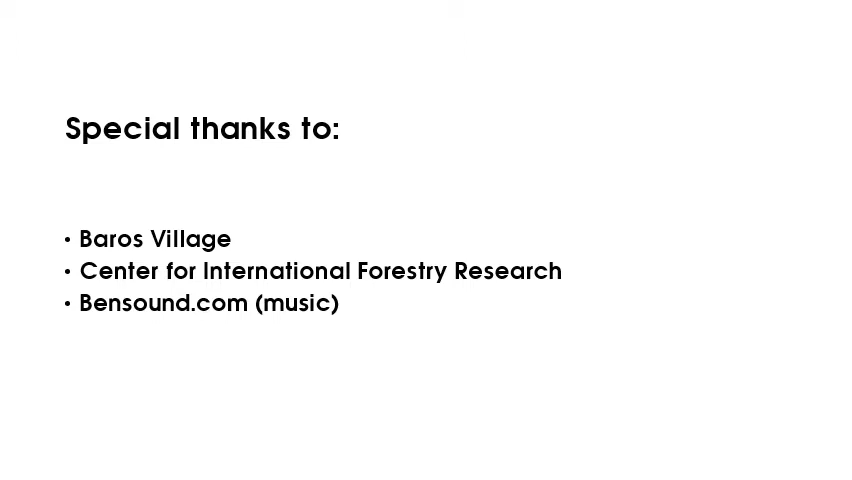 Special thanks to:
• Baros Village
• Center for International Forestry Research
• Bensound.com (music)